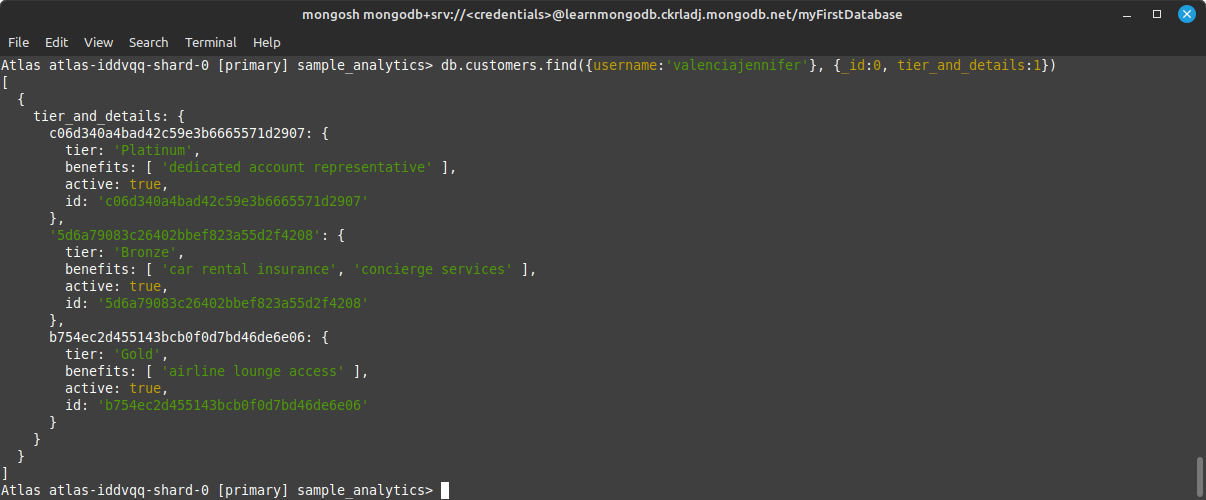 mongosh mongodb+srv://<credentials>@learnmongodb.ckrladj.mongodb.net/myFirstDatabase
File Edit View Search Terminal Help
Atlas atlas-iddvqq-shard-0 [primary] sample_analytics> db.customers.find({username:'valenciajennifer'}, {_id:0, tier_and_details:1})
[
  {
    tier_and_details: {
      c06d340a4bad42c59e3b6665571d2907: {
        tier: 'Platinum',
        benefits: [ 'dedicated account representative' ],
        active: true,
        id: 'c06d340a4bad42c59e3b6665571d2907'
      },
      '5d6a79083c26402bbef823a55d2f4208': {
        tier: 'Bronze',
        benefits: [ 'car rental insurance', 'concierge services' ],
        active: true,
        id: '5d6a79083c26402bbef823a55d2f4208'
      },
      b754ec2d455143bcb0f0d7bd46de6e06: {
        tier: 'Gold',
        benefits: [ 'airline lounge access' ],
        active: true,
        id: 'b754ec2d455143bcb0f0d7bd46de6e06'
      }
    }
  }
]
Atlas atlas-iddvqq-shard-0 [primary] sample_analytics>